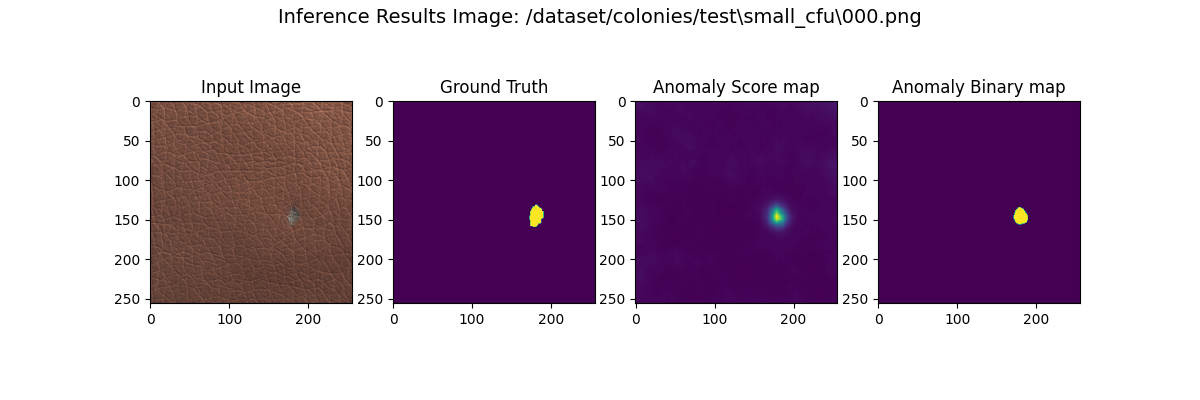 Inference Results Image: /dataset/colonies/test\small_cfu\000.png
Input Image
0
50
100
150
200
250
0 100 200
Ground Truth
0
50
100
150
200
250
0 100 200
Anomaly Score map
0
50
100
150
200
250
0 100 200
Anomaly Binary map
0
50
100
150
200
250
0 100 200